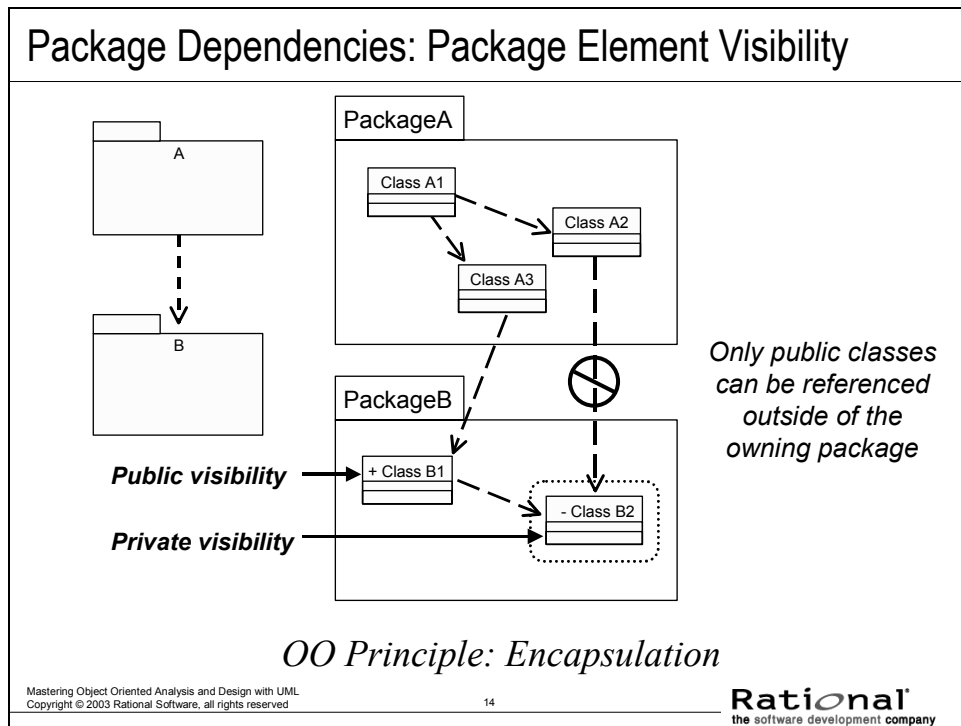 Package Dependencies: Package Element Visibility
A
B
PackageA
Class A1
Class A2
Class A3
PackageB
+ Class B1
- Class B2
Public visibility
Private visibility
Only public classes
can be referenced
outside of the
owning package
OO Principle: Encapsulation
Mastering Object Oriented Analysis and Design with UML
Copyright © 2003 Rational Software, all rights reserved
14
Rational
the software development company